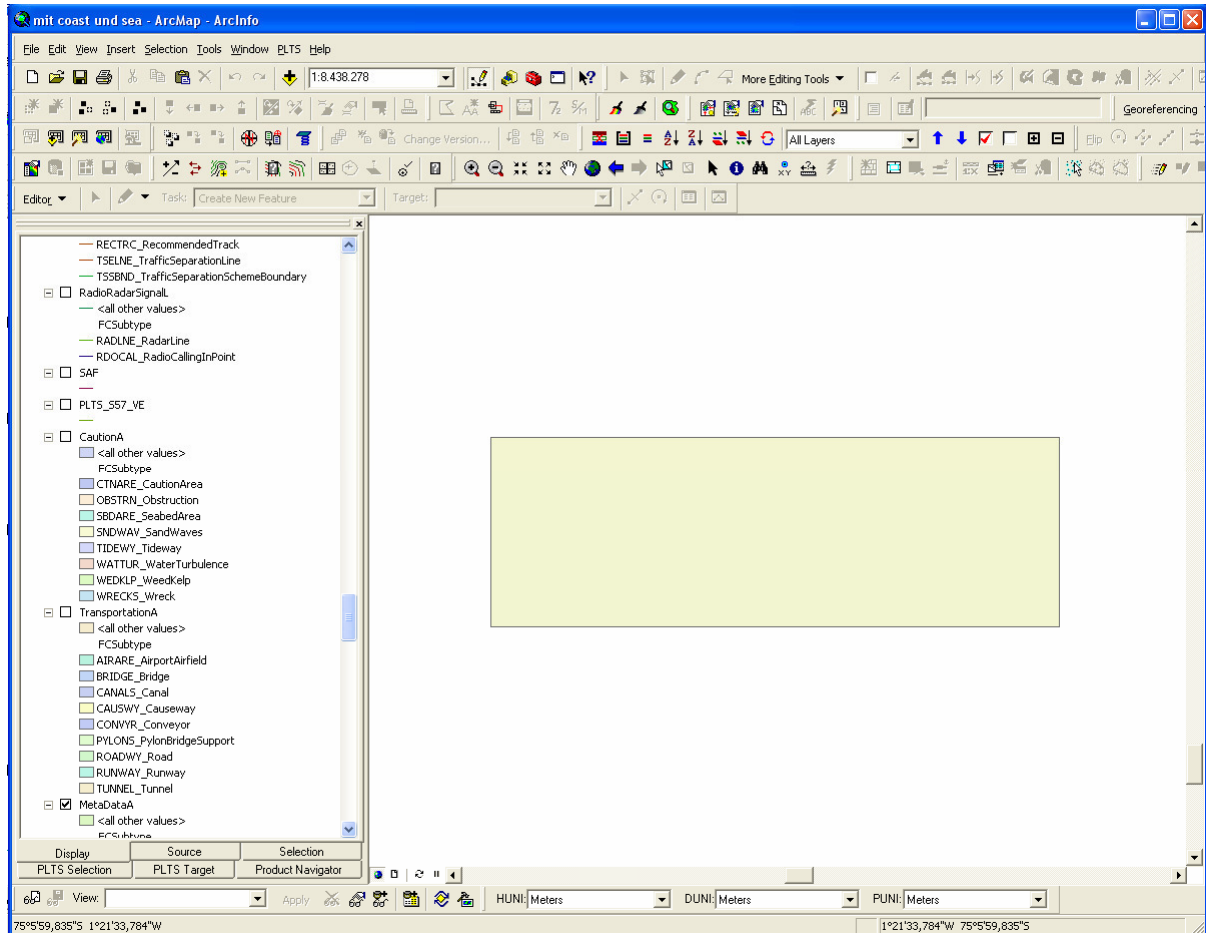 mit coast und sea - ArcMap - ArcInfo
File Edit View Insert Selection Tools Window PLTS Help
1:8.438.278 More Editing Tools
Georeferencing
Change Version... All Layers Flip
Editor Task: Create New Feature Target:
RECTRC_RecommendedTrack
TSELNE_TrafficSeparationLine
TSSBND_TrafficSeparationSchemeBoundary
RadioRadarSignalL
<all other values>
FCSubtype
RADLNE_RadarLine
RDOCAL_RadioCallingInPoint
SAF
PLTS_S57_VE
CautionA
<all other values>
FCSubtype
CTNARE_CautionArea
OBSTRN_Obstruction
SBDARE_SeabedArea
SNDWAV_SandWaves
TIDEWY_Tideway
WATTUR_WaterTurbulence
WEDKLP_WeedKelp
WRECKS_Wreck
TransportationA
<all other values>
FCSubtype
AIRARE_AirportAirfield
BRIDGE_Bridge
CANALS_Canal
CAUSWY_Causeway
CONVYR_Conveyor
PYLONS_PylonBridgeSupport
ROADWY_Road
RUNWAY_Runway
TUNNEL_Tunnel
MetaDataA
<all other values>
FCSubtype
Display Source Selection
PLTS Selection PLTS Target Product Navigator
View: Apply HUNI: Meters DUNI: Meters PUNI: Meters
75°5'59,835"S 1°21'33,784"W 1°21'33,784"W 75°5'59,835"S